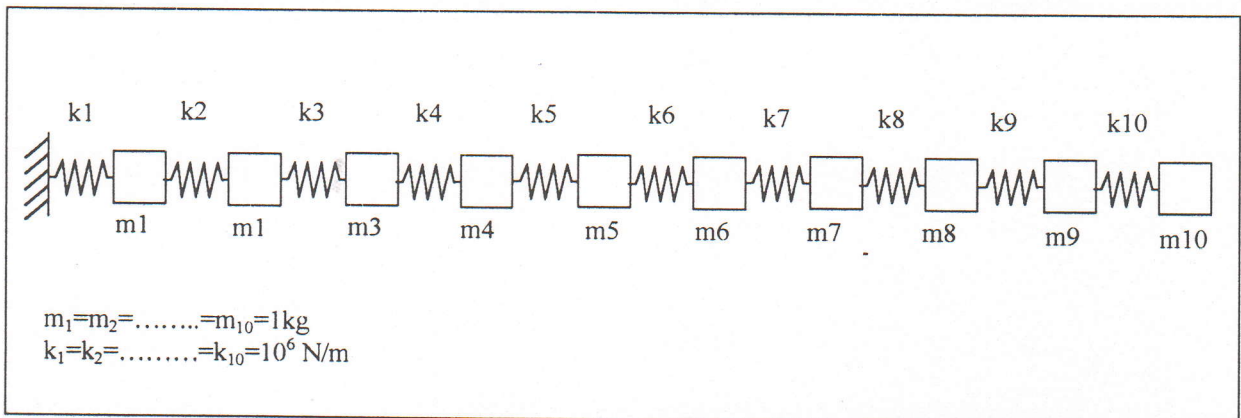 k1 k2 k3 k4 k5 k6 k7 k8 k9 k10
m1 m1 m3 m4 m5 m6 m7 m8 m9 m10
m₁=m₂=……..=m₁₀=1kg
k₁=k₂=………=k₁₀=10⁶ N/m